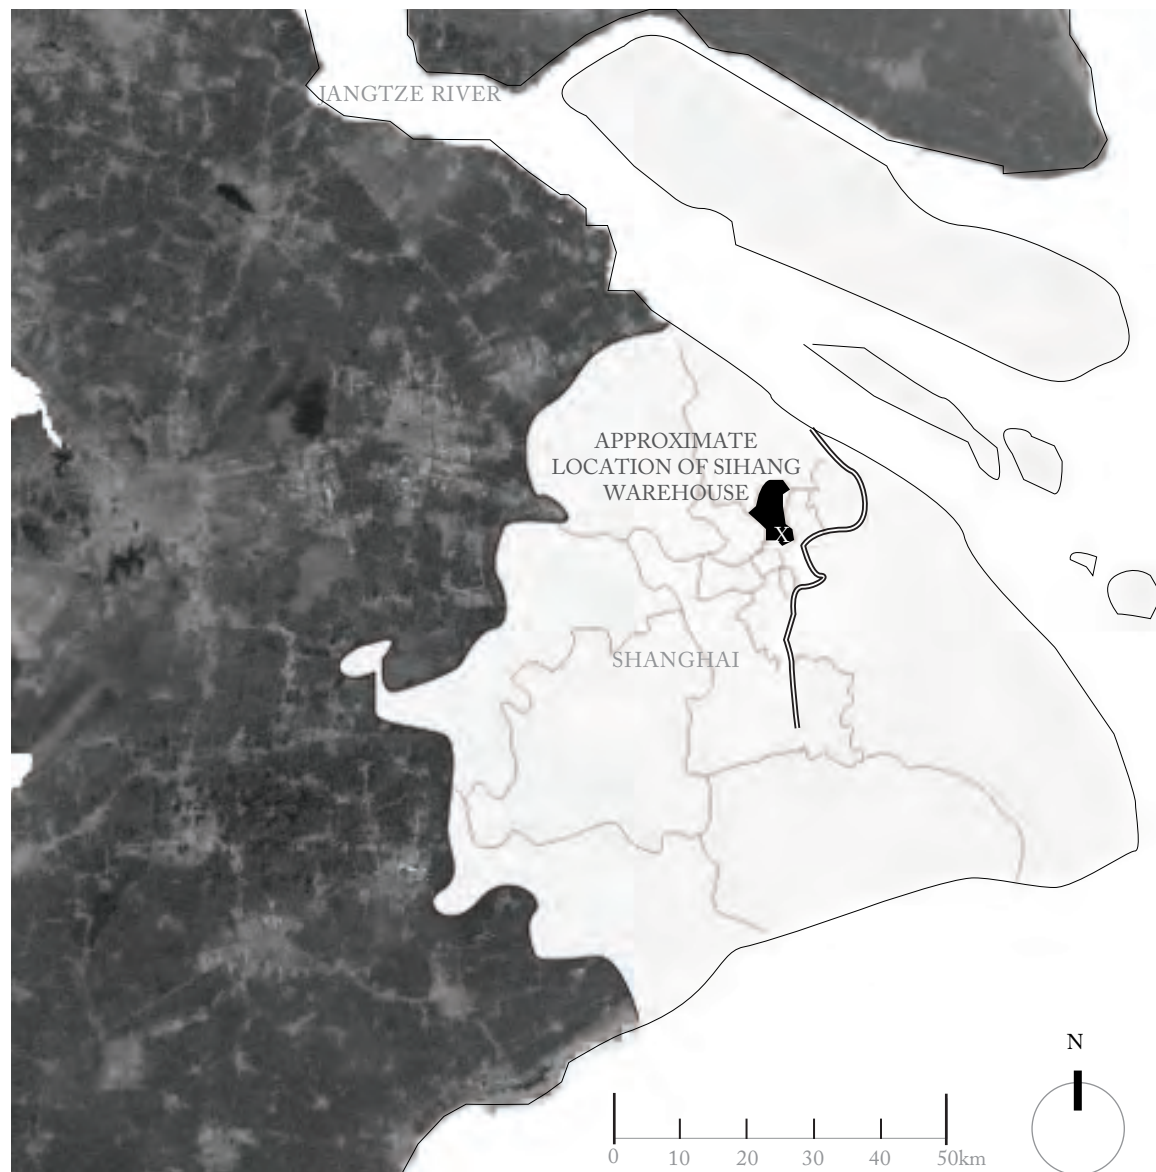 JANGTZE RIVER
APPROXIMATE
LOCATION OF SIHANG
WAREHOUSE
X
SHANGHAI
N
0 10 20 30 40 50km